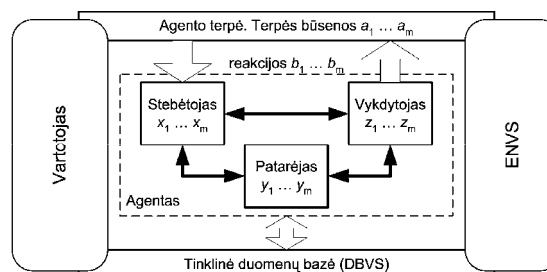 Agento terpė. Terpės būsenos a1 ... am
reakcijos b1 ... bm
Stebėtojas
x1 ... xm
Vykdytojas
z1 ... zm
Patarėjas
y1 ... ym
Agentas
Vartotojas
ENVS
Tinklinė duomenų bazė (DBVS)